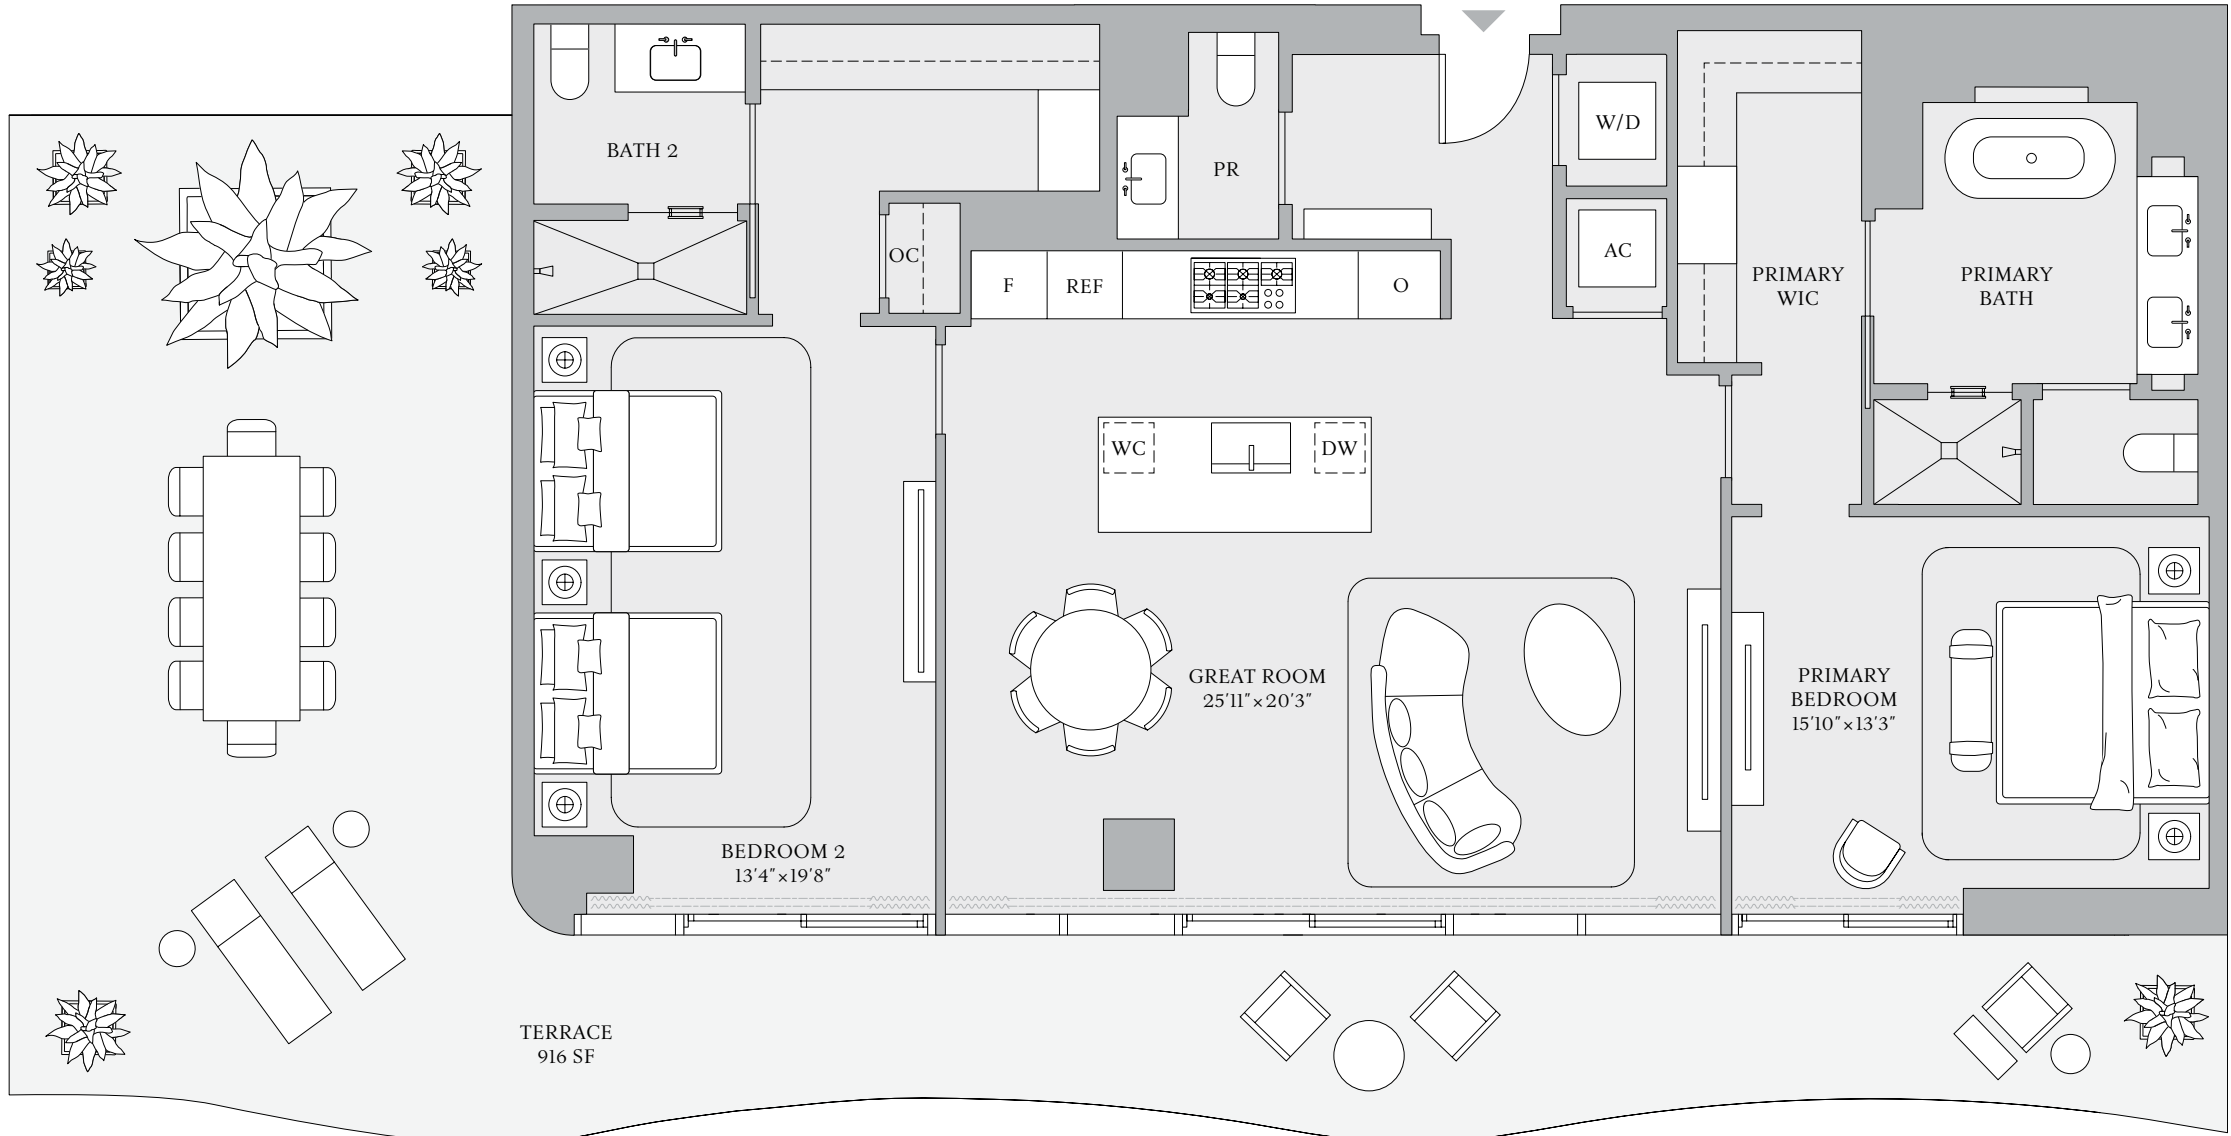 BATH 2
PR
W/D
AC
OC
F
REF
O
PRIMARY
WIC
PRIMARY
BATH
WC
DW
GREAT ROOM
25'11"×20'3"
PRIMARY
BEDROOM
15'10"×13'3"
BEDROOM 2
13'4"×19'8"
TERRACE
916 SF